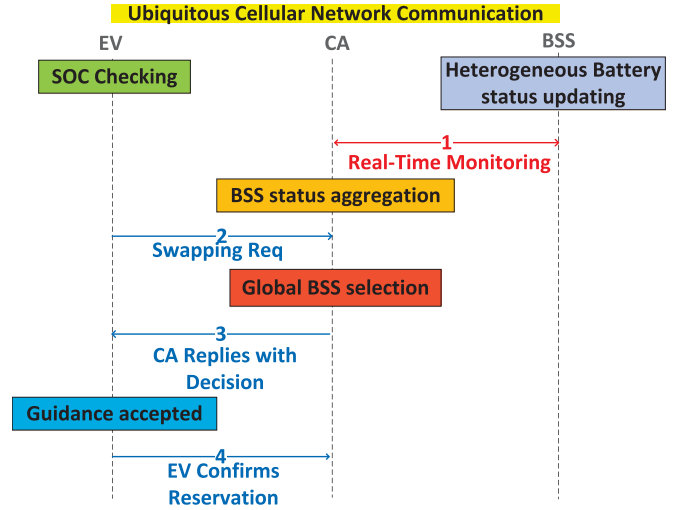 Ubiquitous Cellular Network Communication
EV
CA
BSS
SOC Checking
Heterogeneous Battery
status updating
1
Real-Time Monitoring
BSS status aggregation
2
Swapping Req
Global BSS selection
3
CA Replies with
Decision
Guidance accepted
4
EV Confirms
Reservation